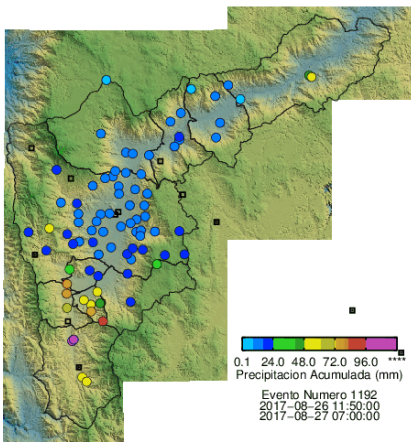 0.1 24.0 48.0 72.0 96.0 ****
Precipitacion Acumulada (mm)
Evento Numero 1192
2017-08-26 11:50:00
2017-08-27 07:00:00